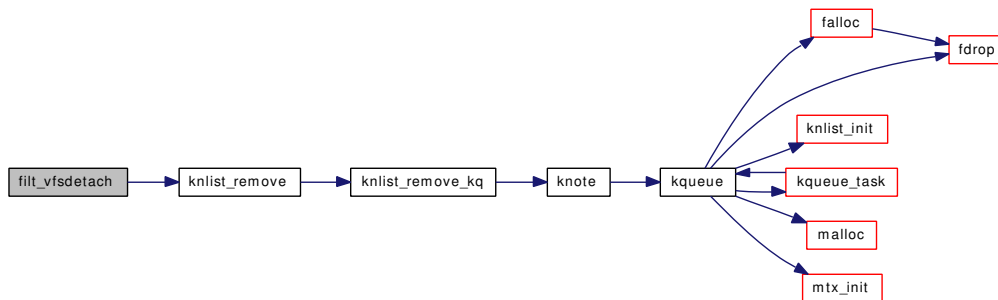 falloc
fdrop
knlist_init
filt_vfsdetach
knlist_remove
knlist_remove_kq
knote
kqueue
kqueue_task
malloc
mtx_init